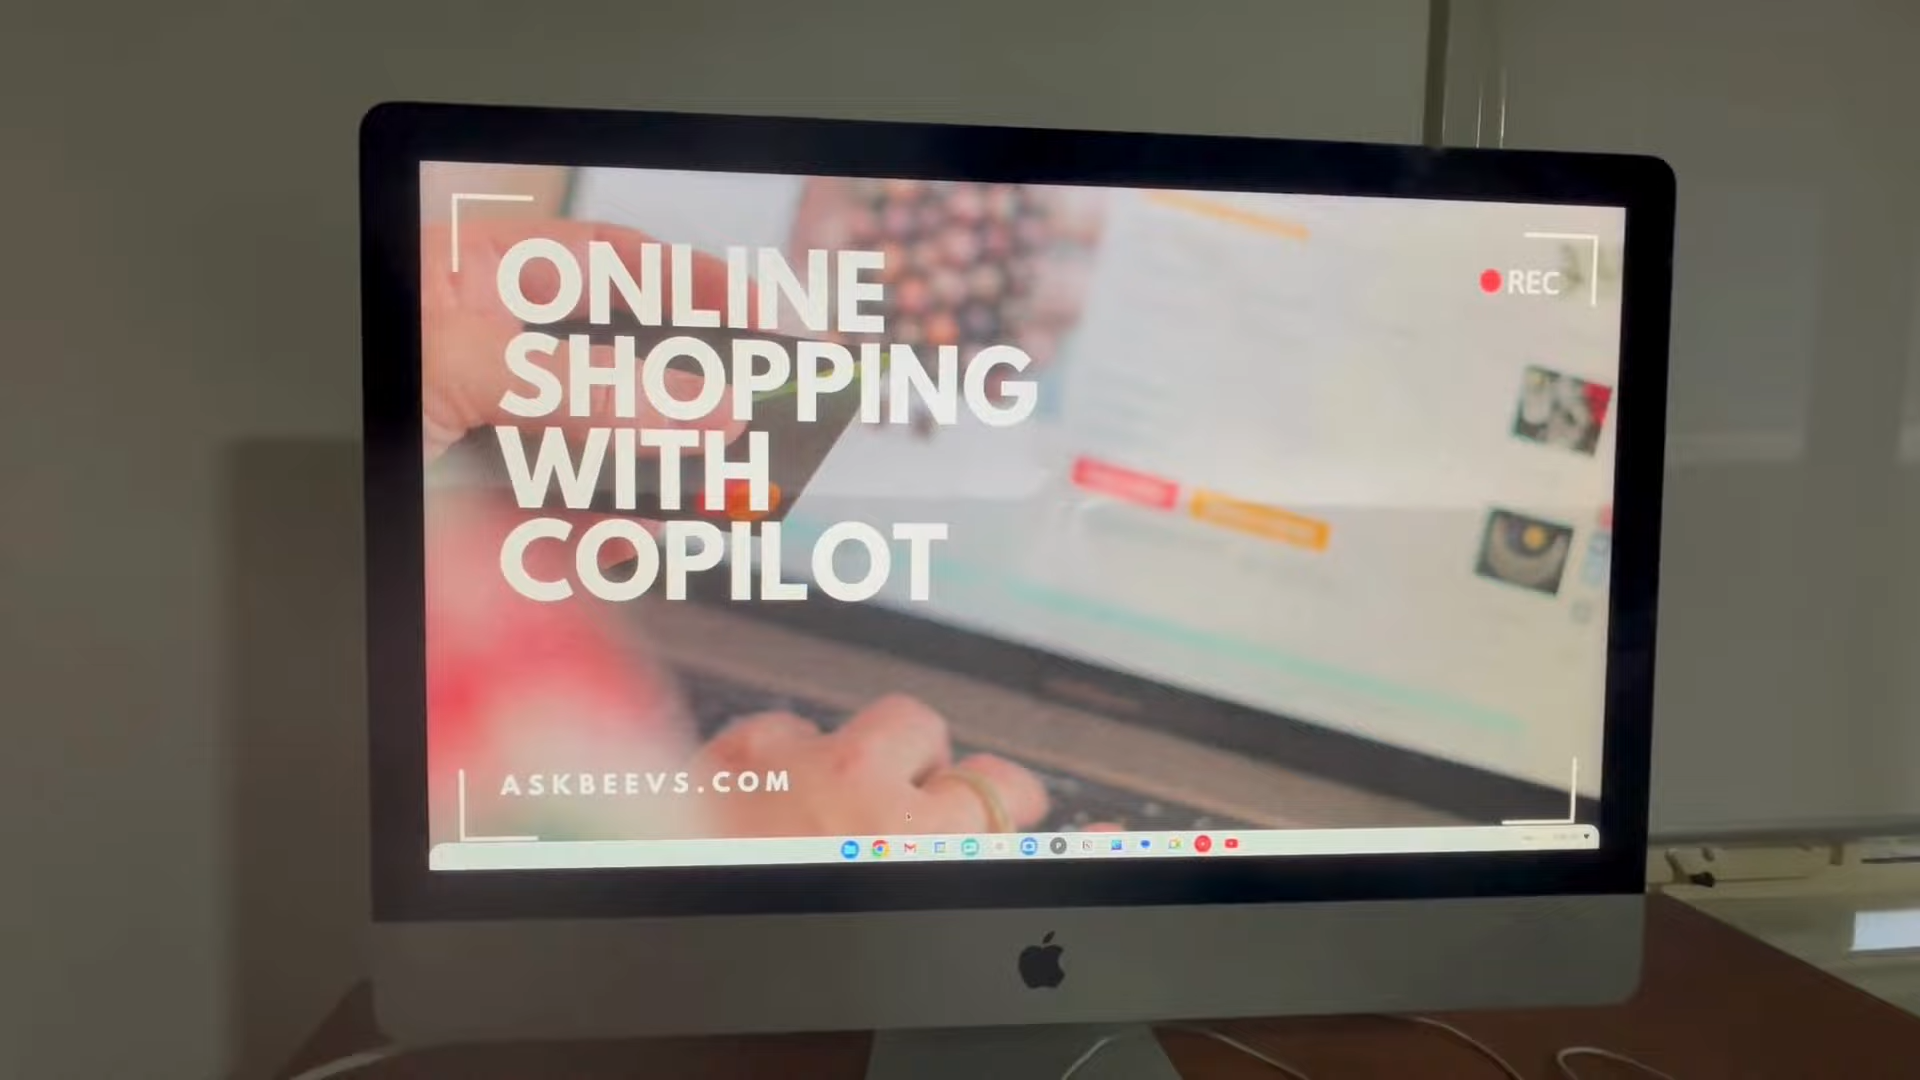 ONLINE
SHOPPING
WITH
COPILOT
REC
ASKBEEVS.COM